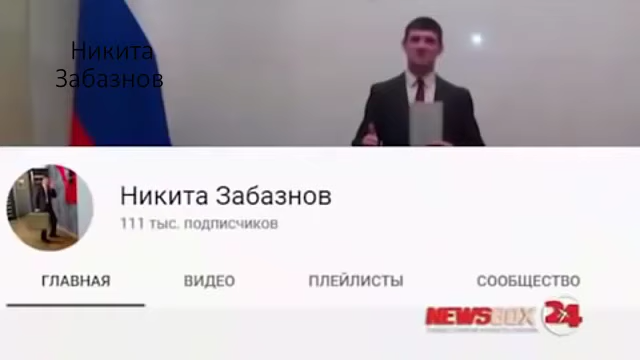 Никита
Забазнов
Никита Забазнов
111 тыс. подписчиков
ГЛАВНАЯ ВИДЕО ПЛЕЙЛИСТЫ СООБЩЕСТВО
NEWSBOX 24